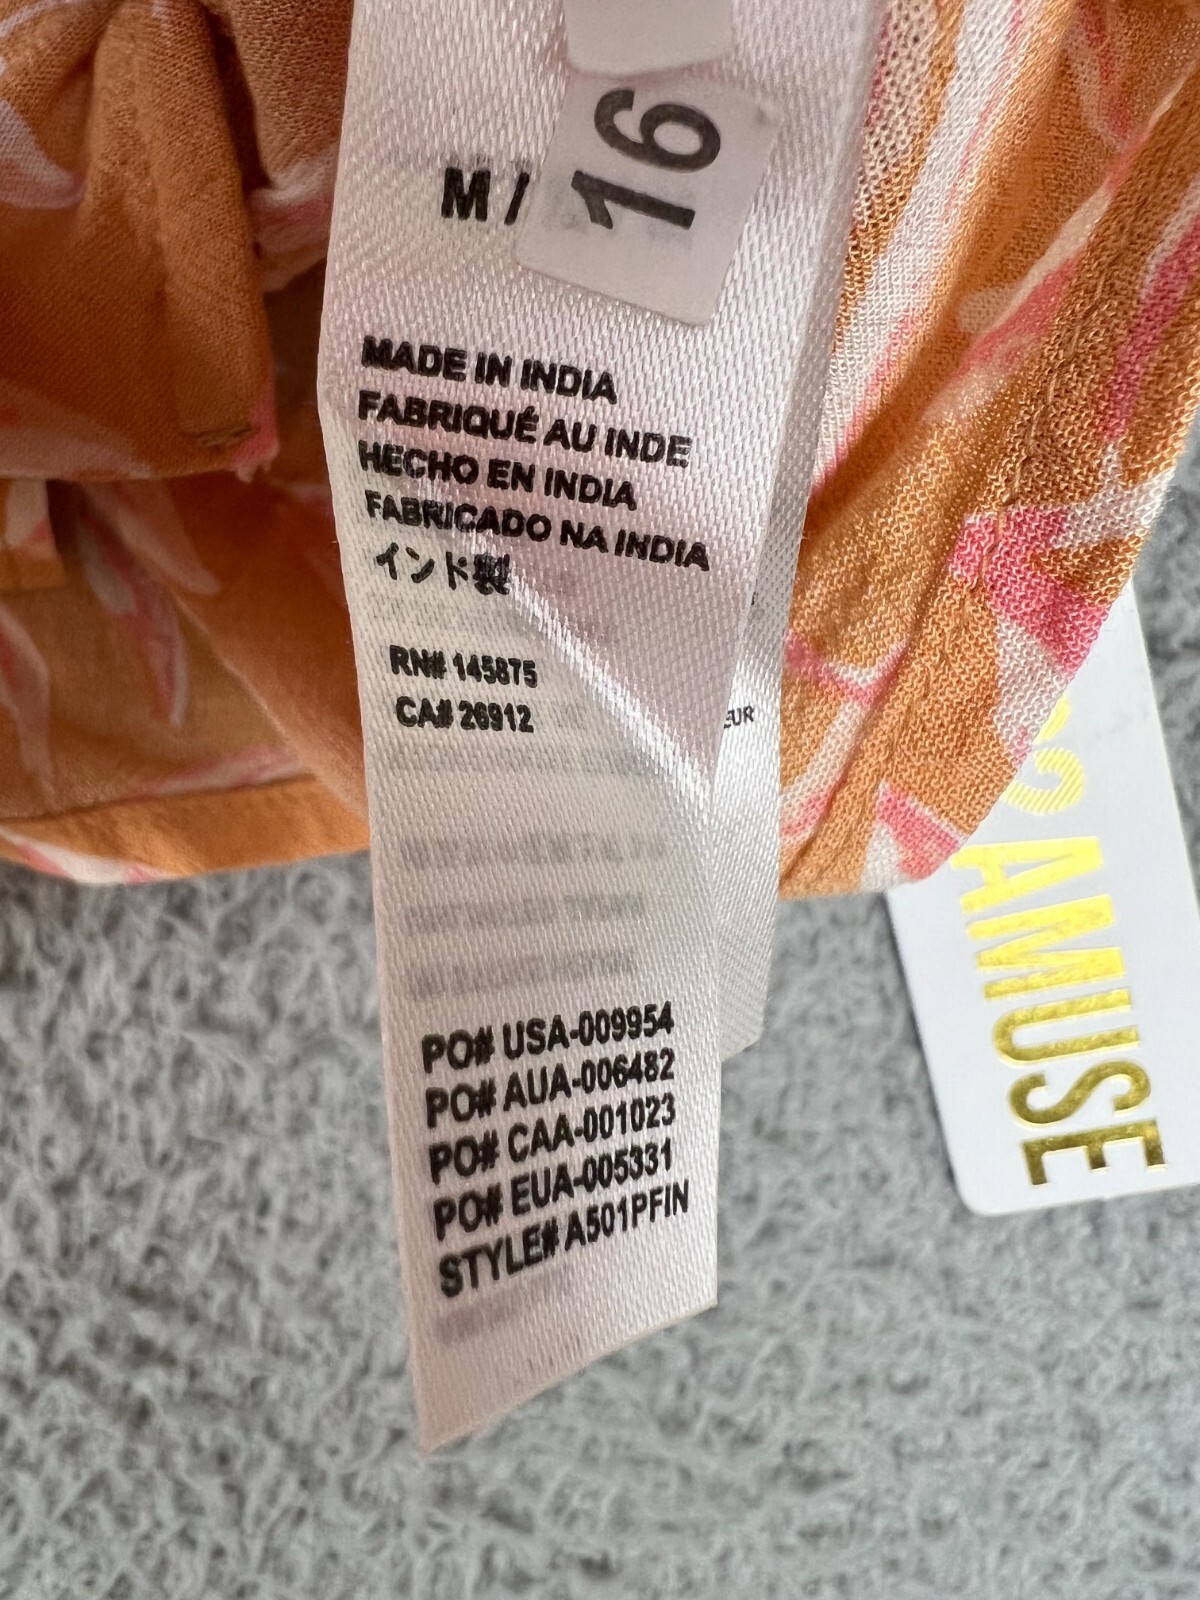 M /
16
MADE IN INDIA
FABRIQUÉ AU INDE
HECHO EN INDIA
FABRICADO NA INDIA
インド製
RN# 145875
CA# 26912
EUR
PO# USA-009954
PO# AUA-006482
PO# CAA-001023
PO# EUA-005331
STYLE# A501PFIN
AMUSE